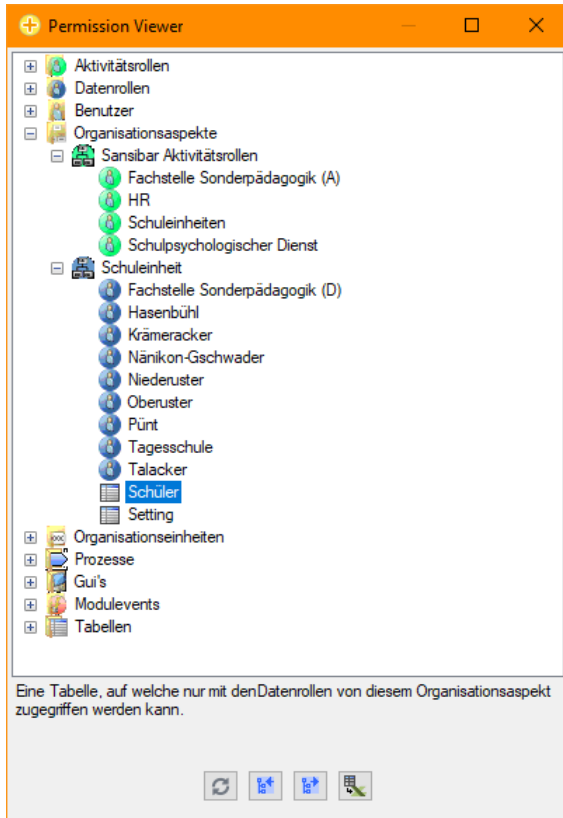 Permission Viewer
Aktivitätsrollen
Datenrollen
Benutzer
Organisationsaspekte
Sansibar Aktivitätsrollen
Fachstelle Sonderpädagogik (A)
HR
Schuleinheiten
Schulpsychologischer Dienst
Schuleinheit
Fachstelle Sonderpädagogik (D)
Hasenbühl
Krämeracker
Nänikon-Gschwader
Niederuster
Oberuster
Pünt
Tagesschule
Talacker
Schüler
Setting
Organisationseinheiten
Prozesse
Gui's
Modulevents
Tabellen
Eine Tabelle, auf welche nur mit denDatenrollen von diesem Organisationsaspekt
zugegriffen werden kann.